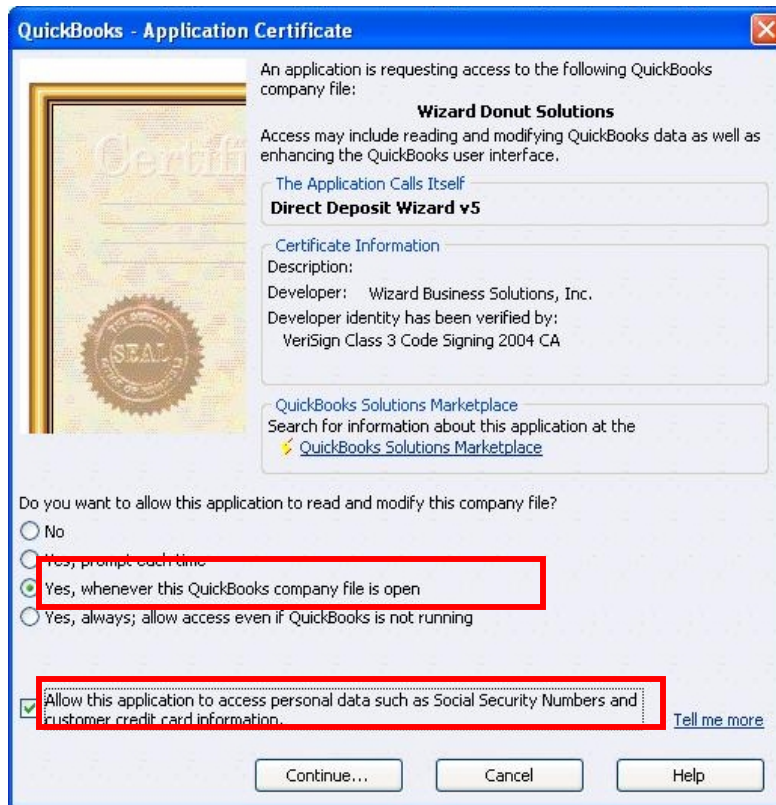 QuickBooks - Application Certificate
An application is requesting access to the following QuickBooks
company file:
Wizard Donut Solutions
Access may include reading and modifying QuickBooks data as well as
enhancing the QuickBooks user interface.
The Application Calls Itself
Direct Deposit Wizard v5
Certificate Information
Description:
Developer: Wizard Business Solutions, Inc.
Developer identity has been verified by:
VeriSign Class 3 Code Signing 2004 CA
QuickBooks Solutions Marketplace
Search for information about this application at the
QuickBooks Solutions Marketplace
Certifi
SEAL
Do you want to allow this application to read and modify this company file?
No
Yes, prompt each time
Yes, whenever this QuickBooks company file is open
Yes, always; allow access even if QuickBooks is not running
Allow this application to access personal data such as Social Security Numbers and
customer credit card information.
Tell me more
Continue...
Cancel
Help